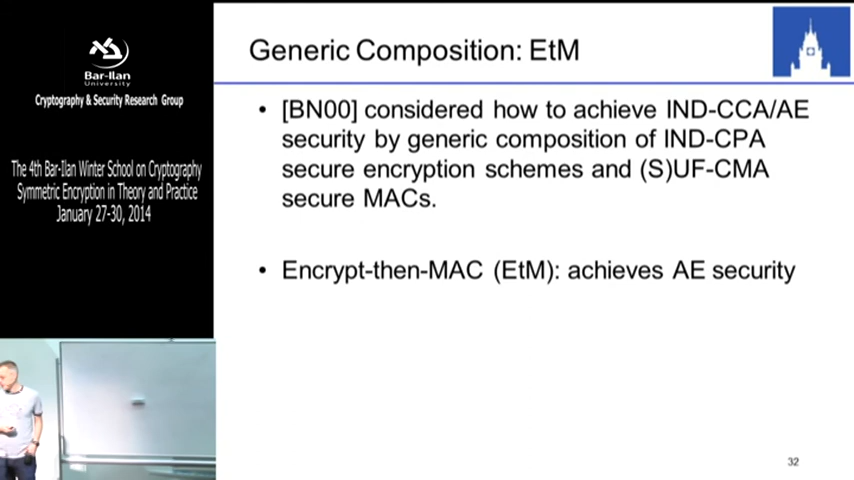 Bar-Ilan
University
Cryptography & Security Research Group
The 4th Bar-Ilan Winter School on Cryptography
Symmetric Encryption in Theory and Practice
January 27-30, 2014
Generic Composition: EtM
• [BN00] considered how to achieve IND-CCA/AE
security by generic composition of IND-CPA
secure encryption schemes and (S)UF-CMA
secure MACs.
• Encrypt-then-MAC (EtM): achieves AE security
32